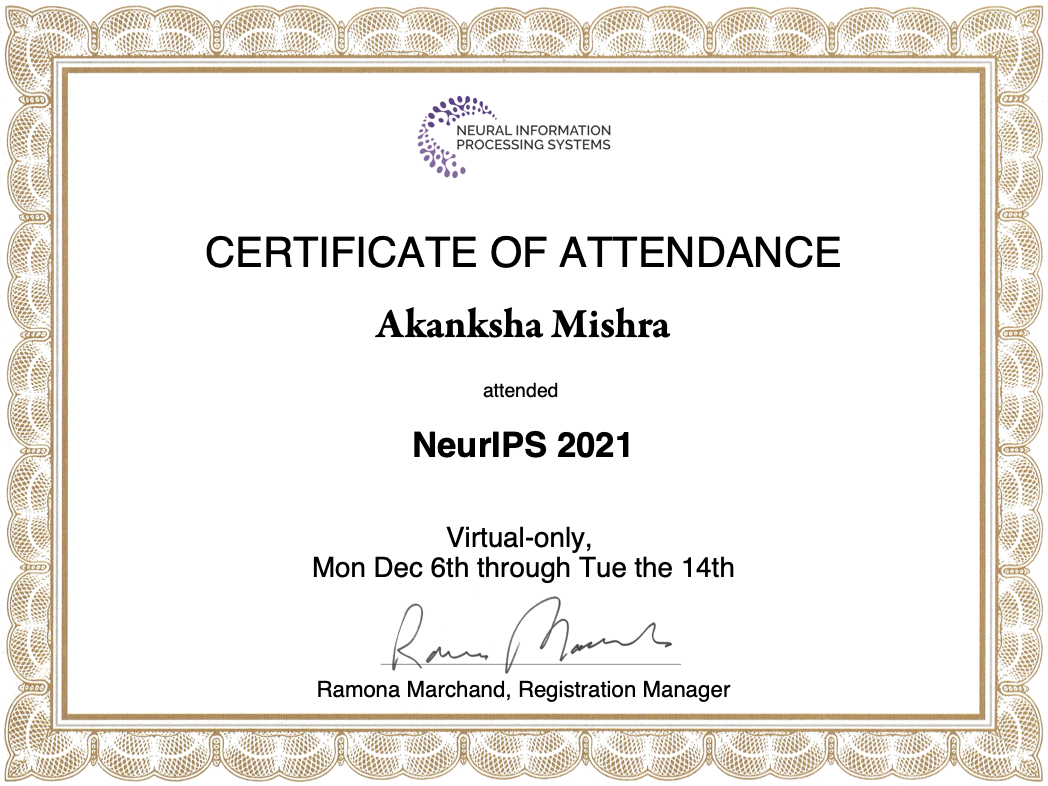 NEURAL INFORMATION
PROCESSING SYSTEMS
CERTIFICATE OF ATTENDANCE
Akanksha Mishra
attended
NeurIPS 2021
Virtual-only,
Mon Dec 6th through Tue the 14th
Ramona Marchand
Ramona Marchand, Registration Manager